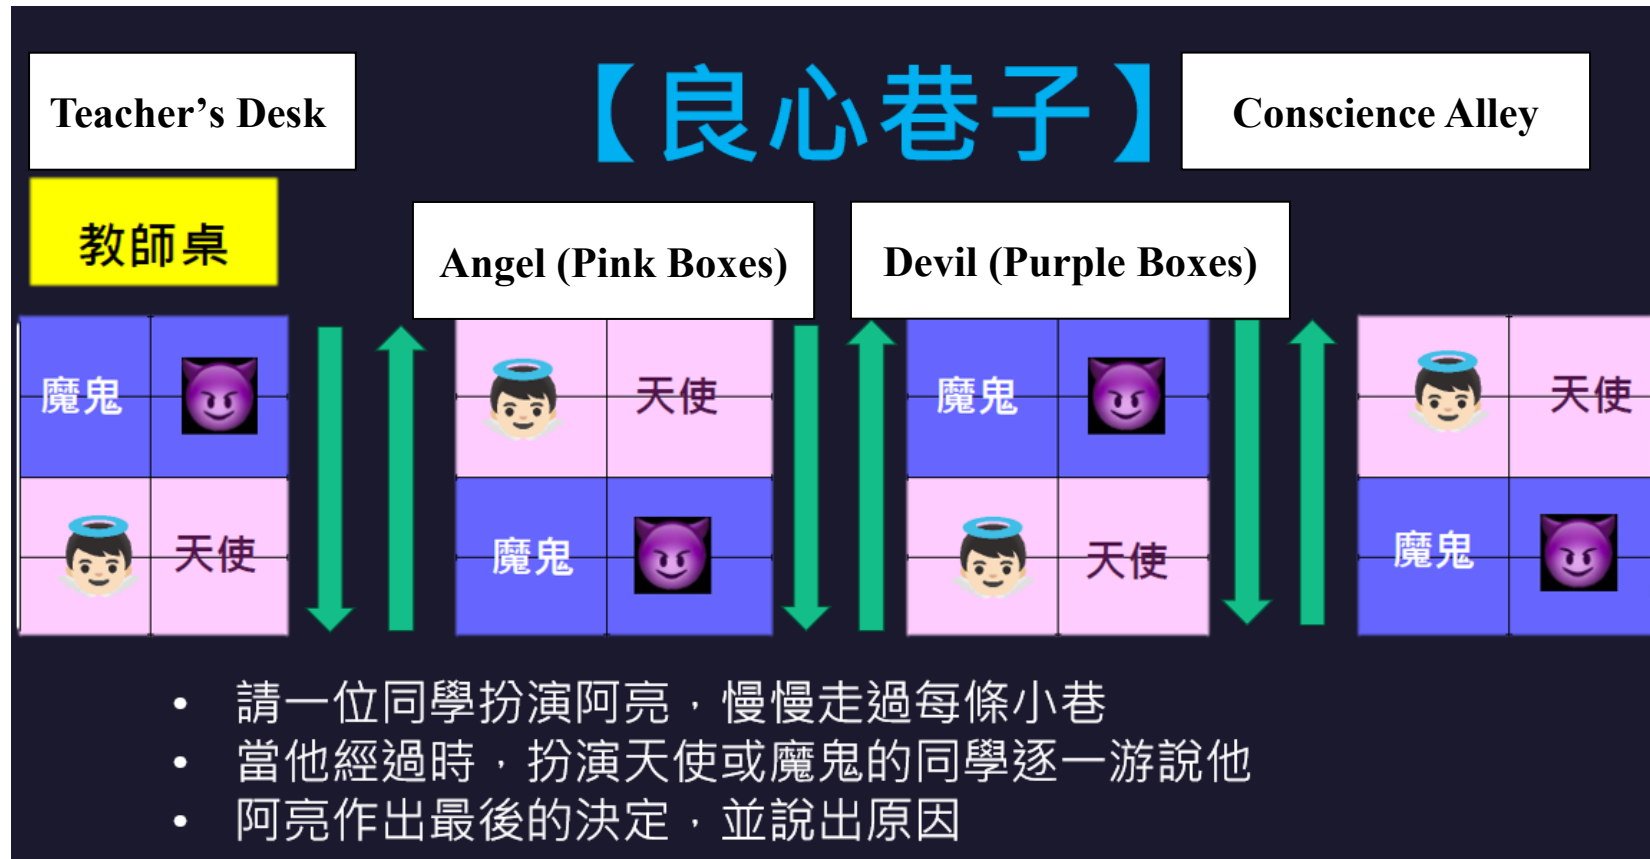 Teacher's Desk
【良心巷子】
Conscience Alley
教師桌
Angel (Pink Boxes)
Devil (Purple Boxes)
魔鬼
天使
魔鬼
天使
天使
魔鬼
天使
魔鬼
• 請一位同學扮演阿亮，慢慢走過每條小巷
• 當他經過時，扮演天使或魔鬼的同學逐一游說他
• 阿亮作出最後的決定，並說出原因